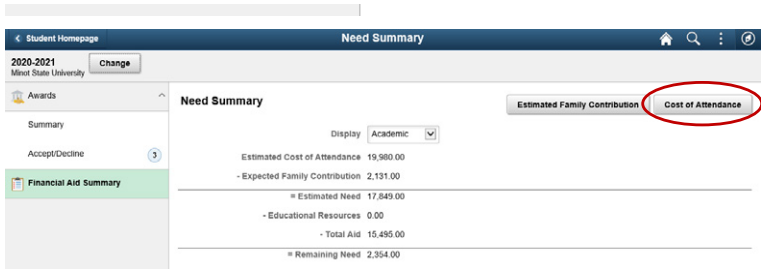 Student Homepage Need Summary
2020-2021 Change
Minot State University
Awards
Summary
Accept/Decline 3
Financial Aid Summary
Need Summary Estimated Family Contribution Cost of Attendance
Display Academic
Estimated Cost of Attendance 19,980.00
- Expected Family Contribution 2,131.00
= Estimated Need 17,849.00
- Educational Resources 0.00
- Total Aid 15,495.00
= Remaining Need 2,354.00